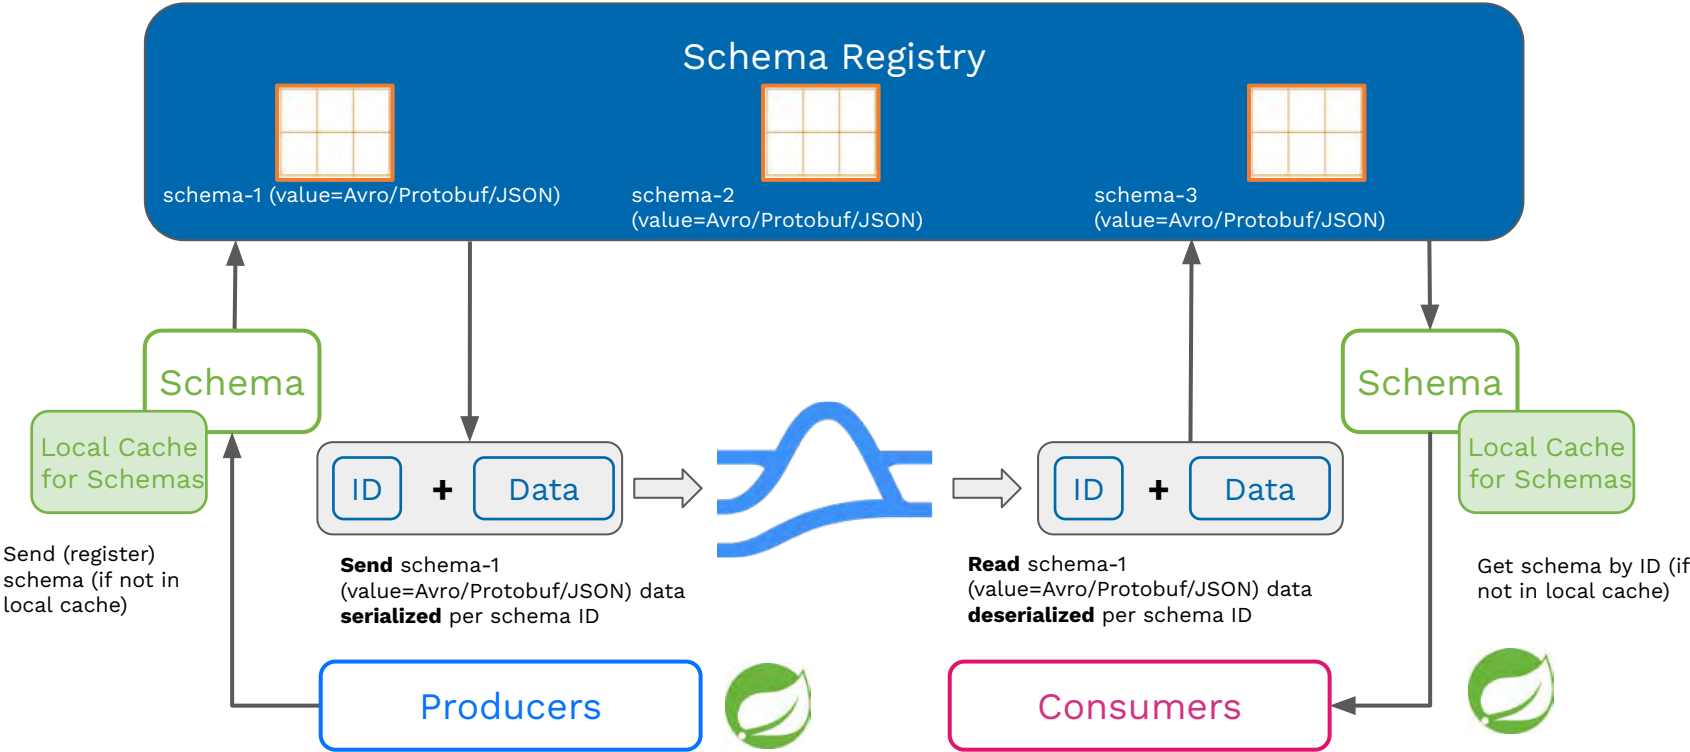 Schema Registry
schema-1 (value=Avro/Protobuf/JSON)
schema-2
(value=Avro/Protobuf/JSON)
schema-3
(value=Avro/Protobuf/JSON)
Schema
Local Cache
for Schemas
Send (register)
schema (if not in
local cache)
ID + Data
Send schema-1
(value=Avro/Protobuf/JSON) data
serialized per schema ID
Producers
ID + Data
Read schema-1
(value=Avro/Protobuf/JSON) data
deserialized per schema ID
Consumers
Schema
Local Cache
for Schemas
Get schema by ID (if
not in local cache)